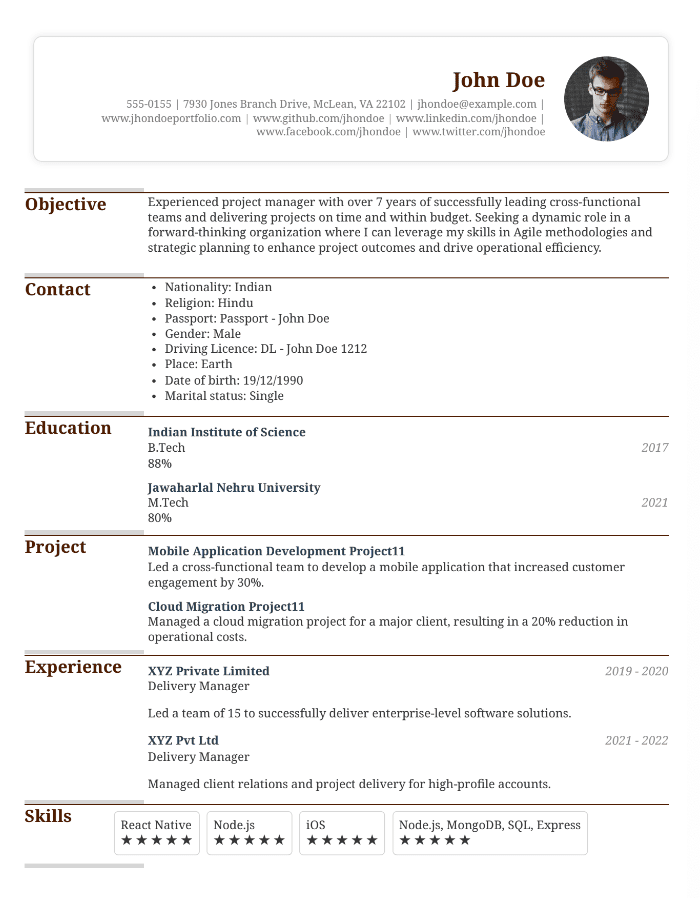 John Doe
555-0155 | 7930 Jones Branch Drive, McLean, VA 22102 | jhondoe@example.com |
www.jhondoeportfolio.com | www.github.com/jhondoe | www.linkedin.com/jhondoe |
www.facebook.com/jhondoe | www.twitter.com/jhondoe
Objective
Experienced project manager with over 7 years of successfully leading cross-functional
teams and delivering projects on time and within budget. Seeking a dynamic role in a
forward-thinking organization where I can leverage my skills in Agile methodologies and
strategic planning to enhance project outcomes and drive operational efficiency.
Contact
• Nationality: Indian
• Religion: Hindu
• Passport: Passport - John Doe
• Gender: Male
• Driving Licence: DL - John Doe 1212
• Place: Earth
• Date of birth: 19/12/1990
• Marital status: Single
Education
Indian Institute of Science
B.Tech 2017
88%
Jawaharlal Nehru University
M.Tech 2021
80%
Project
Mobile Application Development Project11
Led a cross-functional team to develop a mobile application that increased customer
engagement by 30%.
Cloud Migration Project11
Managed a cloud migration project for a major client, resulting in a 20% reduction in
operational costs.
Experience
XYZ Private Limited 2019 - 2020
Delivery Manager
Led a team of 15 to successfully deliver enterprise-level software solutions.
XYZ Pvt Ltd 2021 - 2022
Delivery Manager
Managed client relations and project delivery for high-profile accounts.
Skills
React Native
★★★★★
Node.js
★★★★★
iOS
★★★★★
Node.js, MongoDB, SQL, Express
★★★★★